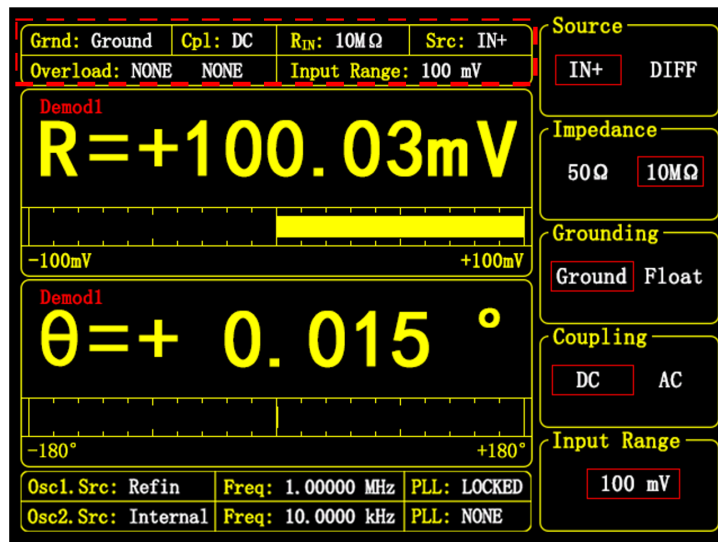 Grnd: Ground Cpl: DC RIN: 10MΩ Src: IN+
Overload: NONE NONE Input Range: 100 mV
Demod1
R=+100.03mV
-100mV +100mV
Demod1
θ=+ 0.015 °
-180° +180°
Osc1.Src: Refin Freq: 1.00000 MHz PLL: LOCKED
Osc2.Src: Internal Freq: 10.0000 kHz PLL: NONE
Source
IN+ DIFF
Impedance
50Ω 10MΩ
Grounding
Ground Float
Coupling
DC AC
Input Range
100 mV